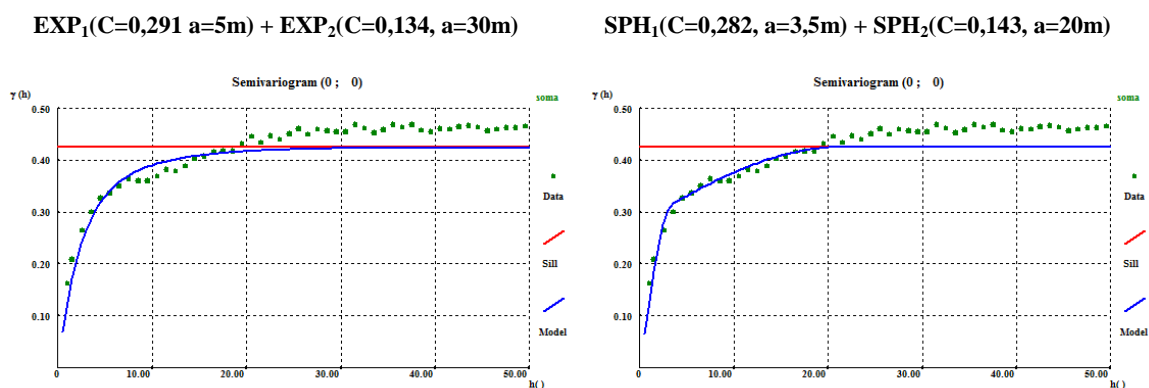 EXP₁(C=0,291 a=5m) + EXP₂(C=0,134, a=30m)
SPH₁(C=0,282, a=3,5m) + SPH₂(C=0,143, a=20m)
Semivariogram (0 ; 0)
γ (h)
soma
0.50
0.40
0.30
0.20
0.10
0
10.00
20.00
30.00
40.00
50.00
h( )
Data
Sill
Model
Semivariogram (0 ; 0)
γ (h)
soma
0.50
0.40
0.30
0.20
0.10
0
10.00
20.00
30.00
40.00
50.00
h( )
Data
Sill
Model